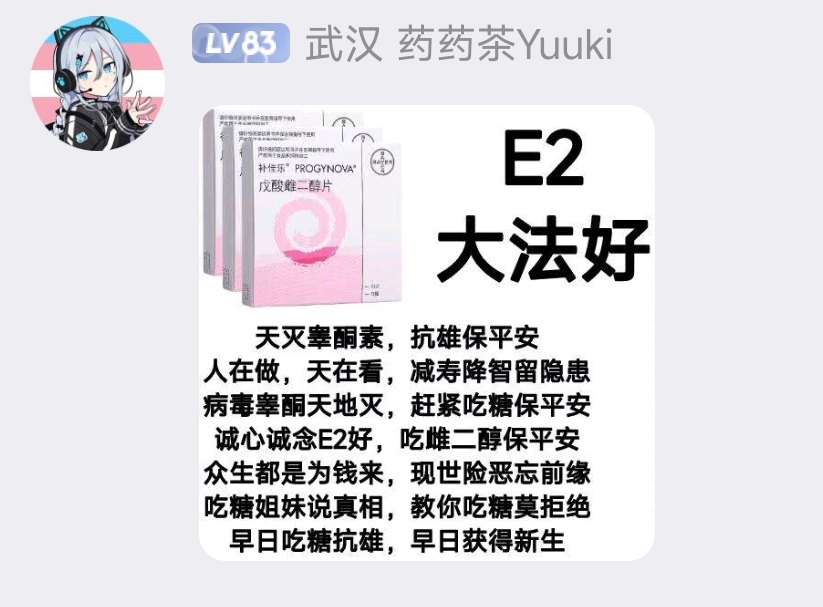 LV83 武汉 药药茶Yuuki
补佳乐® PROGYNOVA®
戊酸雌二醇片
E2
大法好
天灭睾酮素，抗雄保平安
人在做，天在看，减寿降智留隐患
病毒睾酮天地灭，赶紧吃糖保平安
诚心诚念E2好，吃雌二醇保平安
众生都是为钱来，现世险恶忘前缘
吃糖姐妹说真相，教你吃糖莫拒绝
早日吃糖抗雄，早日获得新生